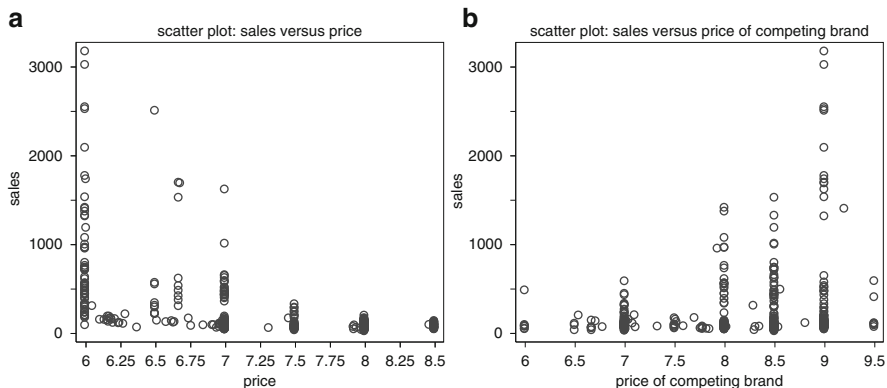 a
scatter plot: sales versus price
3000
2000
1000
0
sales
6 6.25 6.5 6.75 7 7.25 7.5 7.75 8 8.25 8.5
price
b
scatter plot: sales versus price of competing brand
3000
2000
1000
0
sales
6 6.5 7 7.5 8 8.5 9 9.5
price of competing brand